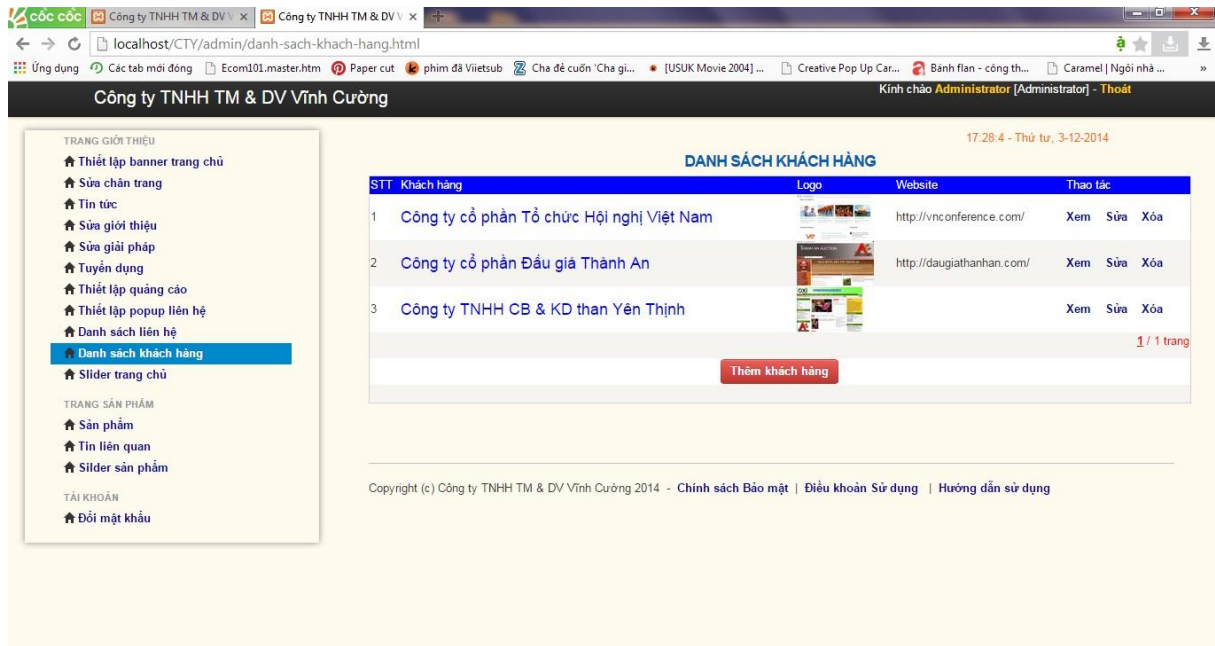 cốc cốc Công ty TNHH TM & DV V Công ty TNHH TM & DV V
localhost/CTY/admin/danh-sach-khach-hang.html
Ứng dụng Các tab mới đóng Ecom101.master.htm Paper cut phim đã Viietsub Cha đẻ cuốn 'Cha gi... [USUK Movie 2004] ... Creative Pop Up Car... Bánh flan - công th... Caramel | Ngôi nhà ... »
Công ty TNHH TM & DV Vĩnh Cường
Kính chào Administrator [Administrator] - Thoát
TRANG GIỚI THIỆU
Thiết lập banner trang chủ
Sửa chân trang
Tin tức
Sửa giới thiệu
Sửa giải pháp
Tuyển dụng
Thiết lập quảng cáo
Thiết lập popup liên hệ
Danh sách liên hệ
Danh sách khách hàng
Slider trang chủ
TRANG SẢN PHẨM
Sản phẩm
Tin liên quan
Silder sản phẩm
TÀI KHOẢN
Đổi mật khẩu
17:28:4 - Thứ tư, 3-12-2014
DANH SÁCH KHÁCH HÀNG
STT Khách hàng Logo Website Thao tác
1 Công ty cổ phần Tổ chức Hội nghị Việt Nam http://vnconference.com/ Xem Sửa Xóa
2 Công ty cổ phần Đấu giá Thành An http://daugiathanhan.com/ Xem Sửa Xóa
3 Công ty TNHH CB & KD than Yên Thịnh Xem Sửa Xóa
1 / 1 trang
Thêm khách hàng
Copyright (c) Công ty TNHH TM & DV Vĩnh Cường 2014 - Chính sách Bảo mật | Điều khoản Sử dụng | Hướng dẫn sử dụng